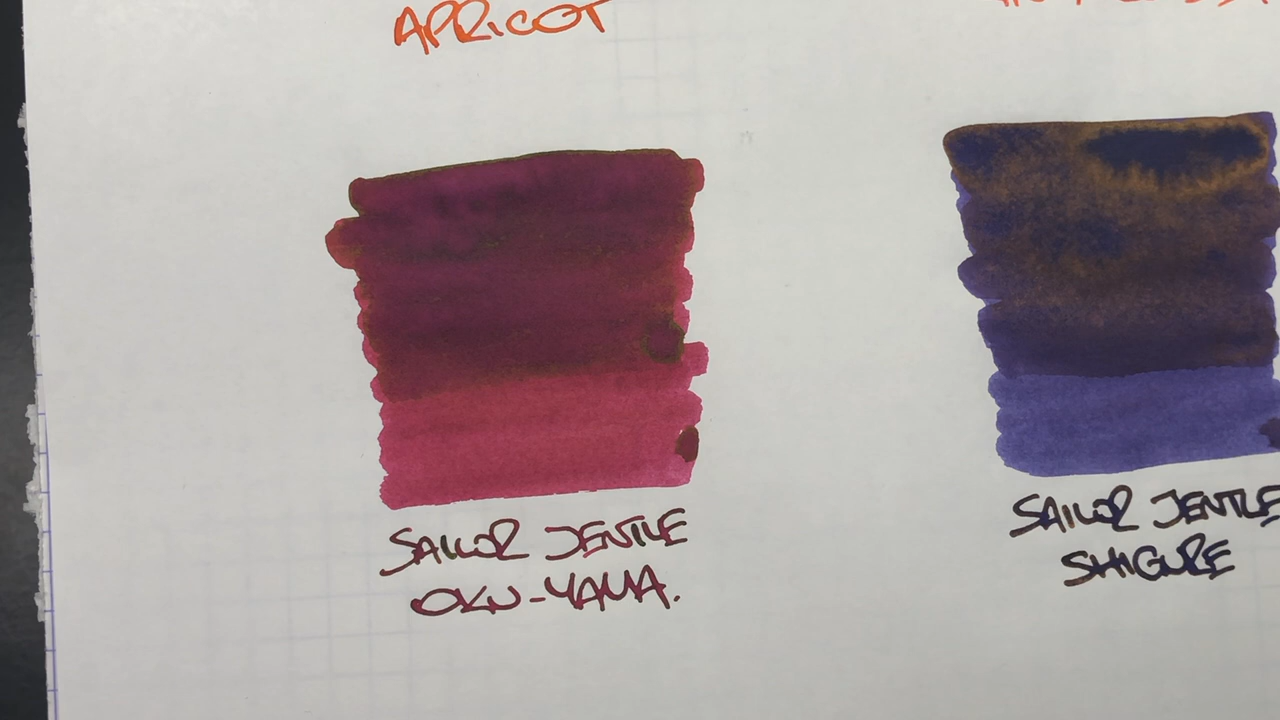 APRICOT
SAILOR JENTLE
OKU-YAMA.
SAILOR JENTLE
SHIGURE